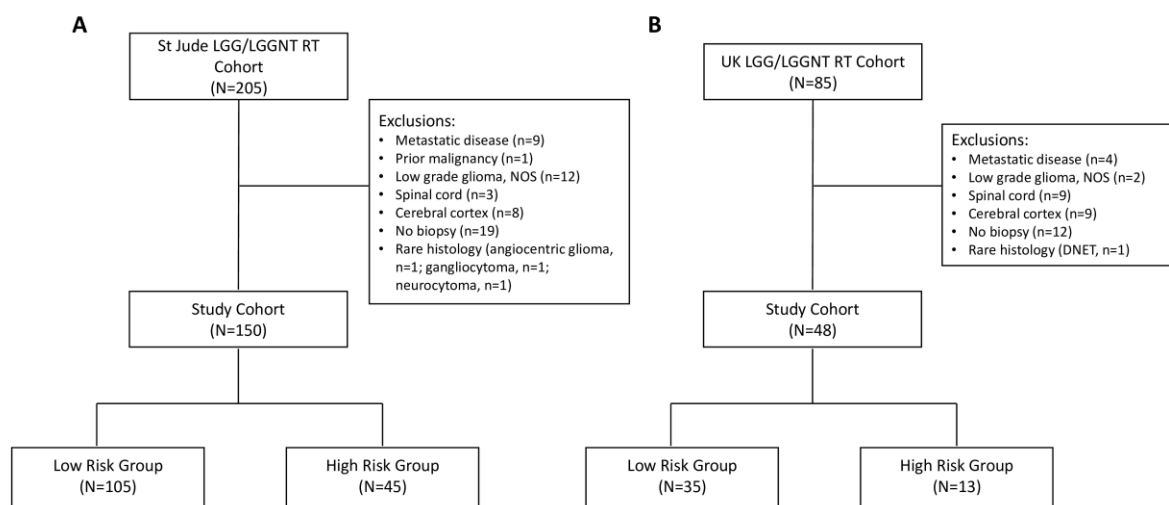 A
St Jude LGG/LGGNT RT
Cohort
(N=205)
Exclusions:
• Metastatic disease (n=9)
• Prior malignancy (n=1)
• Low grade glioma, NOS (n=12)
• Spinal cord (n=3)
• Cerebral cortex (n=8)
• No biopsy (n=19)
• Rare histology (angiocentric glioma,
n=1; gangliocytoma, n=1;
neurocytoma, n=1)
Study Cohort
(N=150)
Low Risk Group
(N=105)
High Risk Group
(N=45)
B
UK LGG/LGGNT RT Cohort
(N=85)
Exclusions:
• Metastatic disease (n=4)
• Low grade glioma, NOS (n=2)
• Spinal cord (n=9)
• Cerebral cortex (n=9)
• No biopsy (n=12)
• Rare histology (DNET, n=1)
Study Cohort
(N=48)
Low Risk Group
(N=35)
High Risk Group
(N=13)